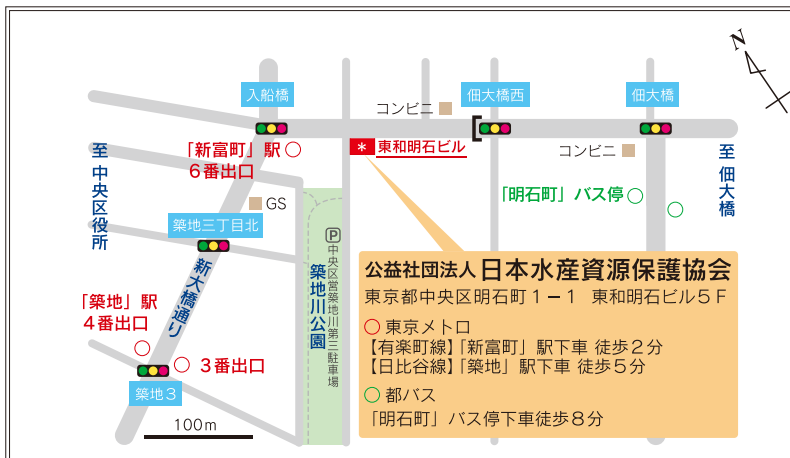 N
入船橋
コンビニ
佃大橋西
佃大橋
「新富町」駅
6番出口
＊
東和明石ビル
コンビニ
至 佃大橋
至 中央区役所
「明石町」バス停
GS
築地三丁目北
新大橋通り
P
中央区営築地川第三駐車場
築地川公園
「築地」駅
4番出口
3番出口
築地3
100m
公益社団法人 日本水産資源保護協会
東京都中央区明石町1－1 東和明石ビル5F
東京メトロ
【有楽町線】「新富町」駅下車 徒歩2分
【日比谷線】「築地」駅下車 徒歩5分
都バス
「明石町」バス停下車徒歩8分